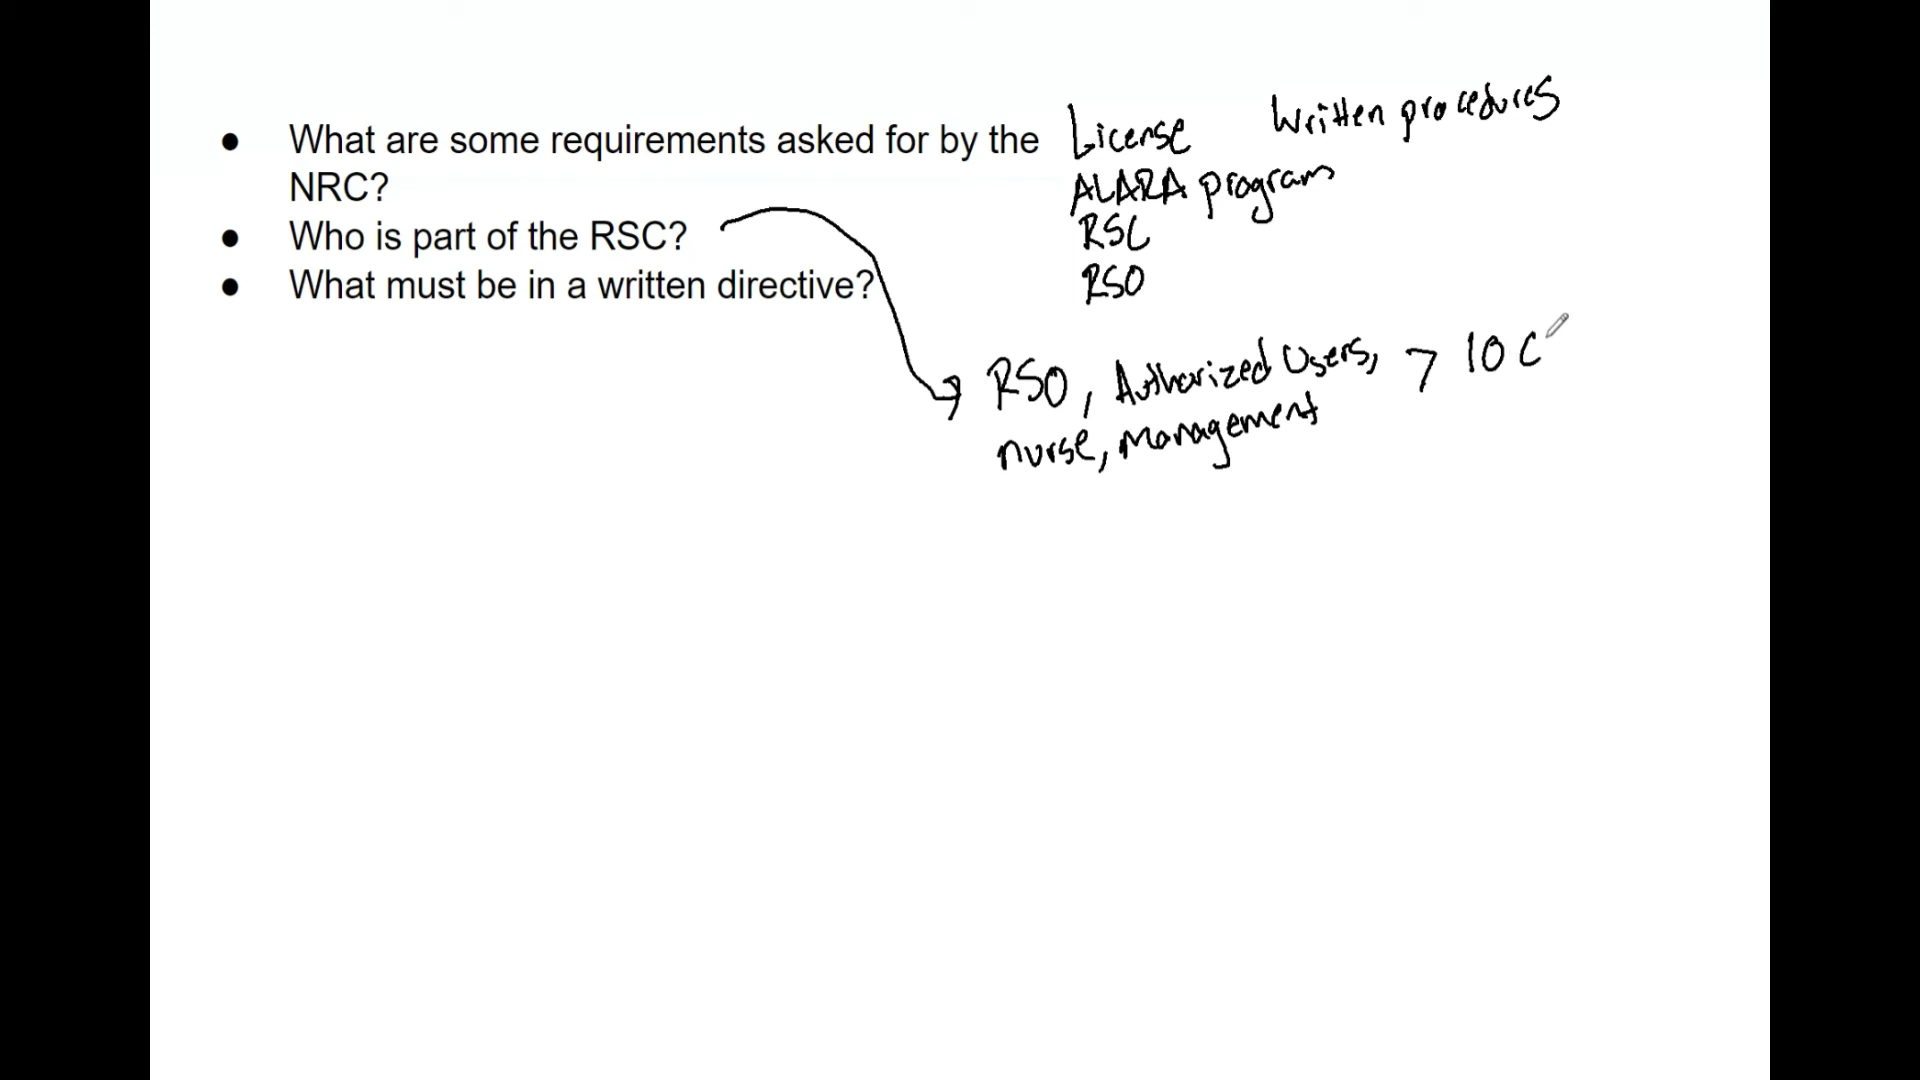 ● What are some requirements asked for by the
NRC?
● Who is part of the RSC?
● What must be in a written directive?
License
Written procedures
ALARA program
RSC
RSO
RSO, Authorized Users,
nurse, management
> 10 C